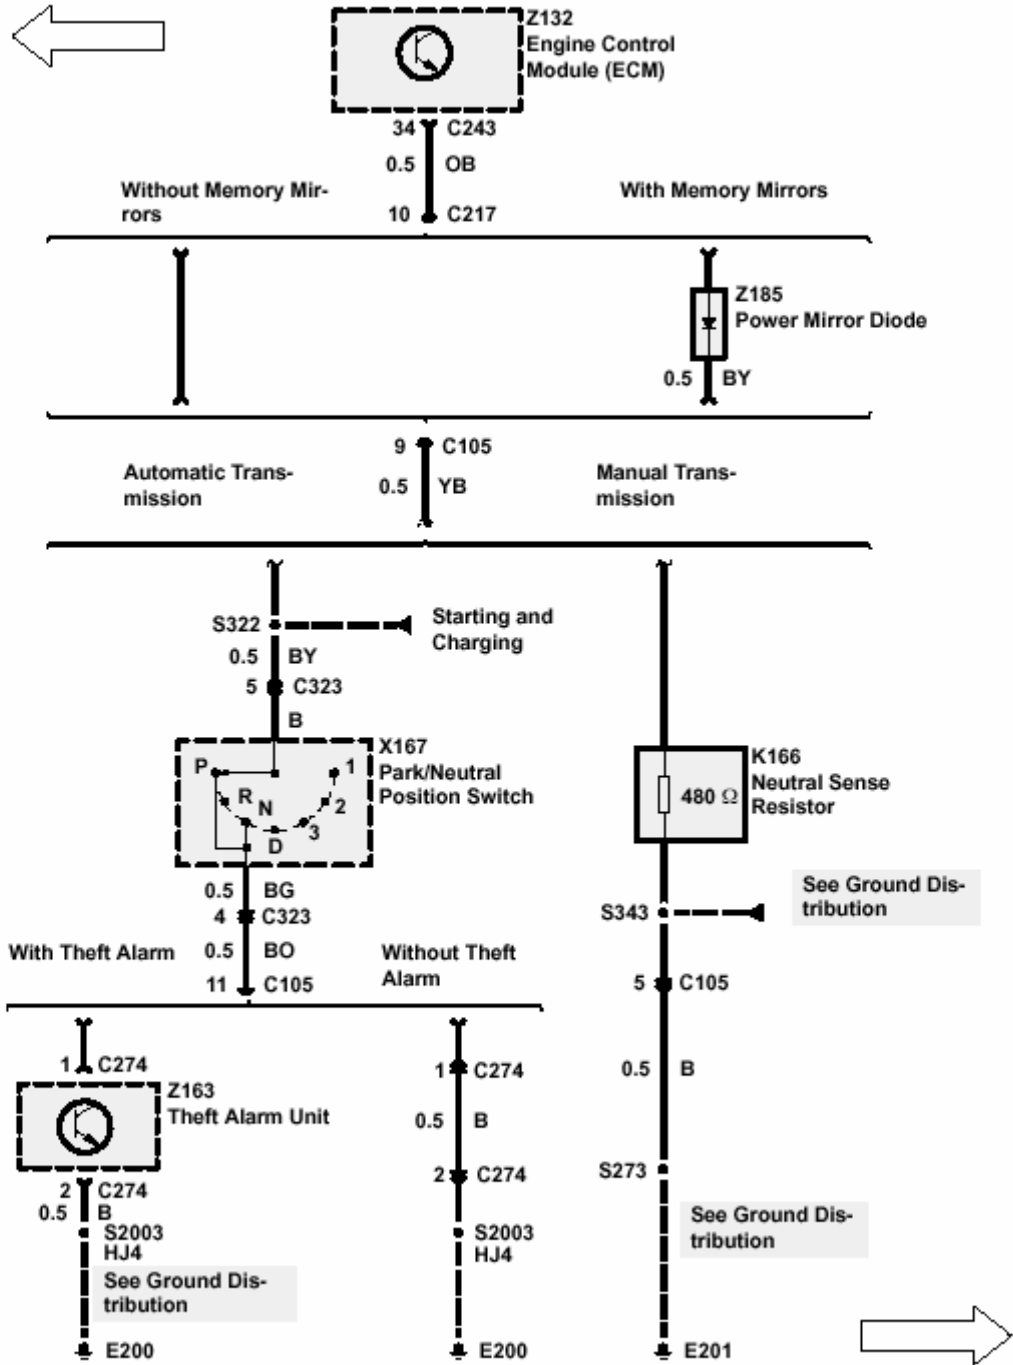 Z132
Engine Control
Module (ECM)
34 C243
0.5 OB
Without Memory Mir-
rors
With Memory Mirrors
10 C217
Z185
Power Mirror Diode
0.5 BY
9 C105
Automatic Trans-
mission
0.5 YB
Manual Trans-
mission
S322
Starting and
Charging
0.5 BY
5 C323
B
X167
Park/Neutral
Position Switch
P R N D 3 2 1
K166
Neutral Sense
Resistor
480 Ω
0.5 BG
4 C323
See Ground Dis-
tribution
S343
With Theft Alarm
0.5 BO
Without Theft
Alarm
11 C105
5 C105
1 C274
Z163
Theft Alarm Unit
1 C274
0.5 B
0.5 B
2 C274
2 C274
S273
0.5 B
S2003
HJ4
S2003
HJ4
See Ground Dis-
tribution
See Ground Dis-
tribution
E200
E200
E201